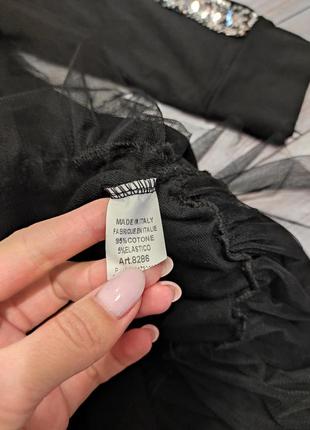 MADE IN ITALY
FABRIQUE EN ITALIE
95%COTONE
5%ELASTICO
Art.8286